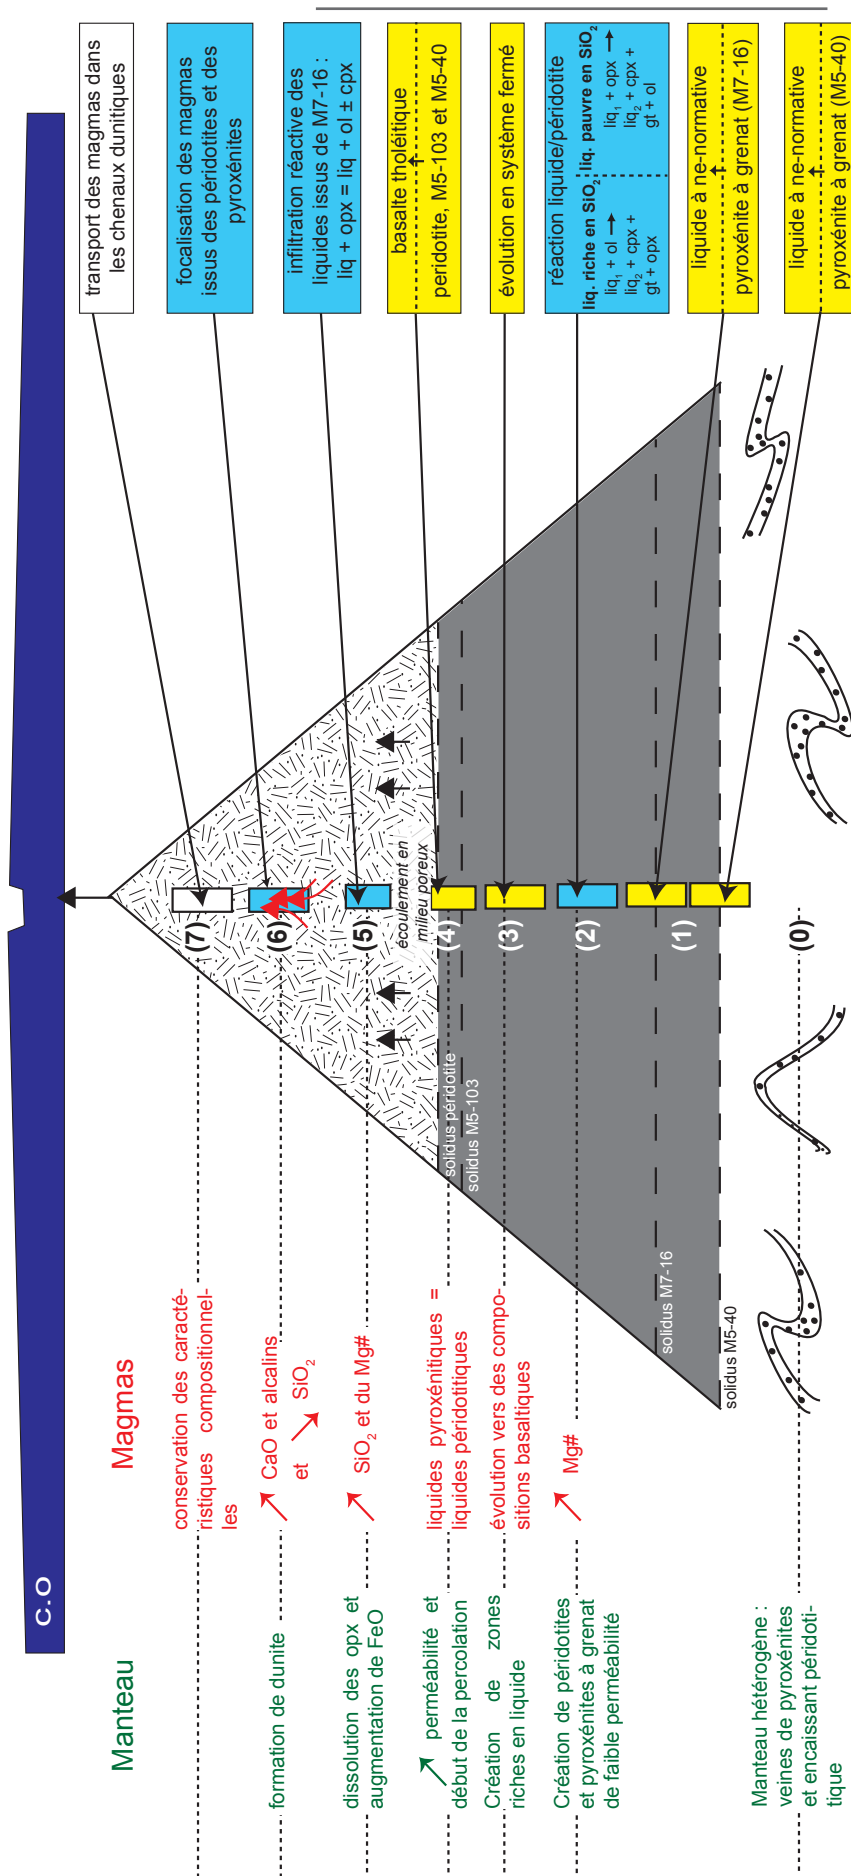 C.O
Manteau
Magmas
conservation des caracté-
ristiques compositionnel-
les
(7)
transport des magmas dans
les chenaux dunitiques
formation de dunite
CaO et alcalins
et SiO₂
(6)
focalisation des magmas
issus des péridotites et des
pyroxénites
dissolution des opx et
augmentation de FeO
SiO₂ et du Mg#
(5)
infiltration réactive des
liquides issus de M7-16 :
liq + opx = liq + ol ± cpx
écoulement en
milieu poreux
perméabilité et
début de la percolation
liquides pyroxénitiques =
liquides péridotitiques
solidus péridotite
(4)
basalte tholéitique
peridotite, M5-103 et M5-40
solidus M5-103
Création de zones
riches en liquide
évolution vers des compo-
sitions basaltiques
(3)
évolution en système fermé
Création de péridotites
et pyroxénites à grenat
de faible perméabilité
Mg#
(2)
réaction liquide/péridotite
liq. riche en SiO₂
liq₁ + ol →
liq₂ + cpx +
gt + opx
liq. pauvre en SiO₂
liq₁ + opx →
liq₂ + cpx +
gt + ol
solidus M7-16
(1)
liquide à ne-normative
pyroxénite à grenat (M7-16)
solidus M5-40
liquide à ne-normative
pyroxénite à grenat (M5-40)
Manteau hétérogène :
veines de pyroxénites
et encaissant péridoti-
tique
(0)